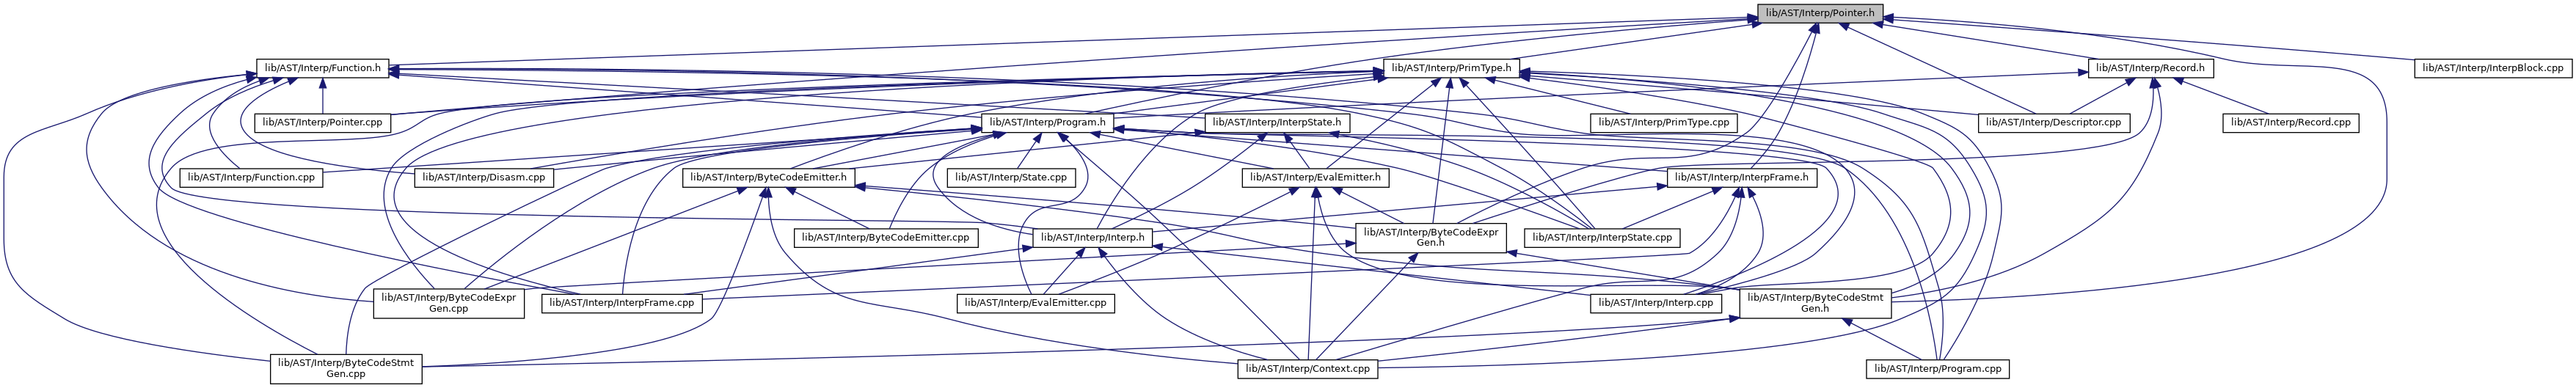 lib/AST/Interp/Pointer.h
lib/AST/Interp/Function.h
lib/AST/Interp/PrimType.h
lib/AST/Interp/Record.h
lib/AST/Interp/InterpBlock.cpp
lib/AST/Interp/Pointer.cpp
lib/AST/Interp/Program.h
lib/AST/Interp/InterpState.h
lib/AST/Interp/PrimType.cpp
lib/AST/Interp/Descriptor.cpp
lib/AST/Interp/Record.cpp
lib/AST/Interp/Function.cpp
lib/AST/Interp/Disasm.cpp
lib/AST/Interp/ByteCodeEmitter.h
lib/AST/Interp/State.cpp
lib/AST/Interp/EvalEmitter.h
lib/AST/Interp/InterpFrame.h
lib/AST/Interp/ByteCodeEmitter.cpp
lib/AST/Interp/Interp.h
lib/AST/Interp/ByteCodeExpr
Gen.h
lib/AST/Interp/InterpState.cpp
lib/AST/Interp/ByteCodeExpr
Gen.cpp
lib/AST/Interp/InterpFrame.cpp
lib/AST/Interp/EvalEmitter.cpp
lib/AST/Interp/Interp.cpp
lib/AST/Interp/ByteCodeStmt
Gen.h
lib/AST/Interp/ByteCodeStmt
Gen.cpp
lib/AST/Interp/Context.cpp
lib/AST/Interp/Program.cpp